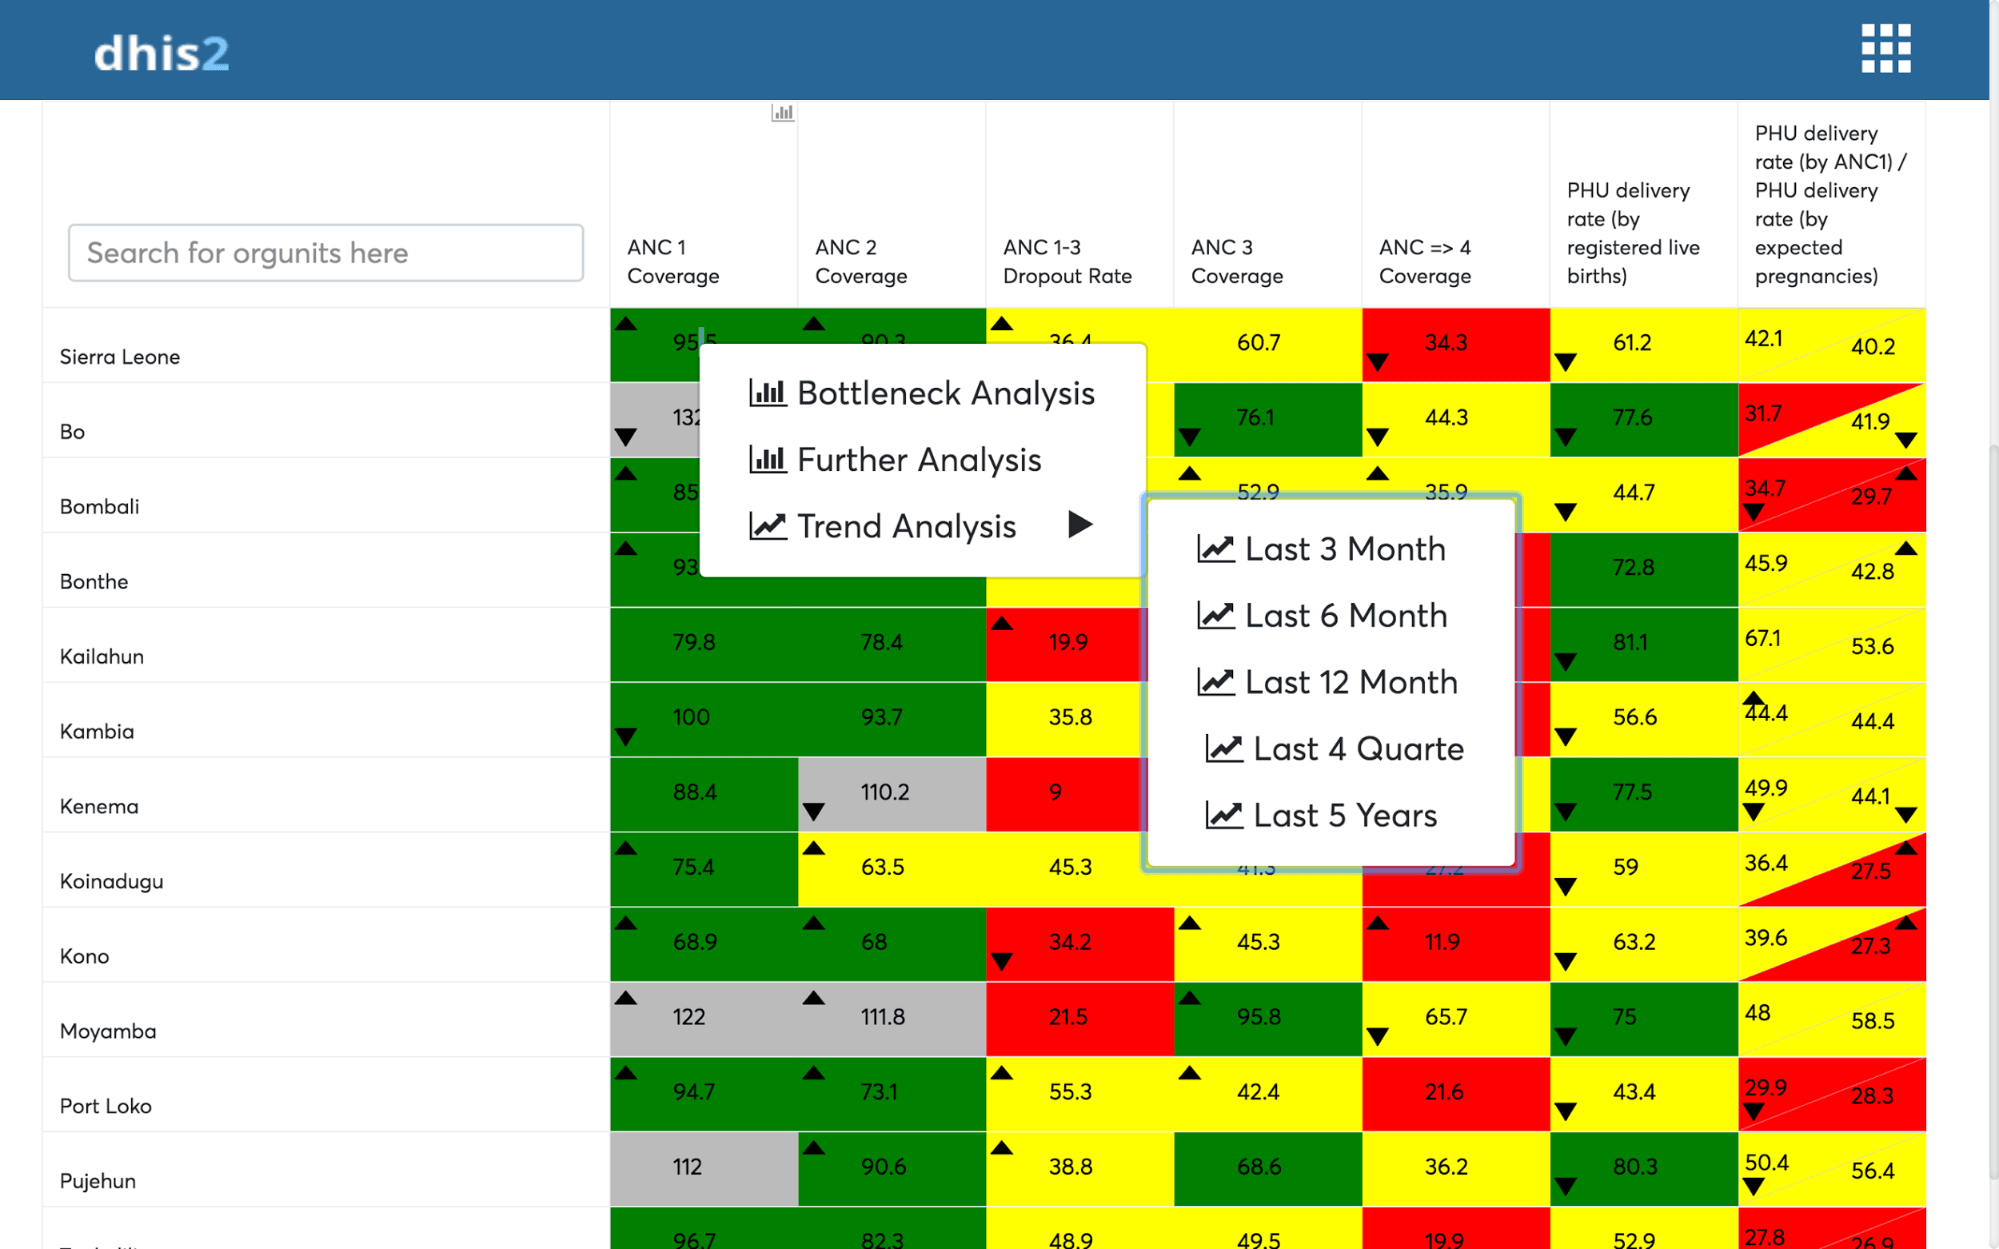 dhis2
Search for orgunits here
ANC 1
Coverage
ANC 2
Coverage
ANC 1-3
Dropout Rate
ANC 3
Coverage
ANC => 4
Coverage
PHU delivery
rate (by
registered live
births)
PHU delivery
rate (by ANC1) /
PHU delivery
rate (by
expected
pregnancies)
Sierra Leone 95.5 90.3 36.4 60.7 34.3 61.2 42.1 40.2
Bo 132 76.1 44.3 77.6 31.7 41.9
Bombali 85 52.9 35.9 44.7 34.7 29.7
Bonthe 93 72.8 45.9 42.8
Kailahun 79.8 78.4 19.9 81.1 67.1 53.6
Kambia 100 93.7 35.8 56.6 44.4 44.4
Kenema 88.4 110.2 9 77.5 49.9 44.1
Koinadugu 75.4 63.5 45.3 41.3 27.2 59 36.4 27.5
Kono 68.9 68 34.2 45.3 11.9 63.2 39.6 27.3
Moyamba 122 111.8 21.5 95.8 65.7 75 48 58.5
Port Loko 94.7 73.1 55.3 42.4 21.6 43.4 29.9 28.3
Pujehun 112 90.6 38.8 68.6 36.2 80.3 50.4 56.4
96.7 82.3 48.9 49.5 19.9 52.9 27.8 26.9
Bottleneck Analysis
Further Analysis
Trend Analysis
Last 3 Month
Last 6 Month
Last 12 Month
Last 4 Quarte
Last 5 Years